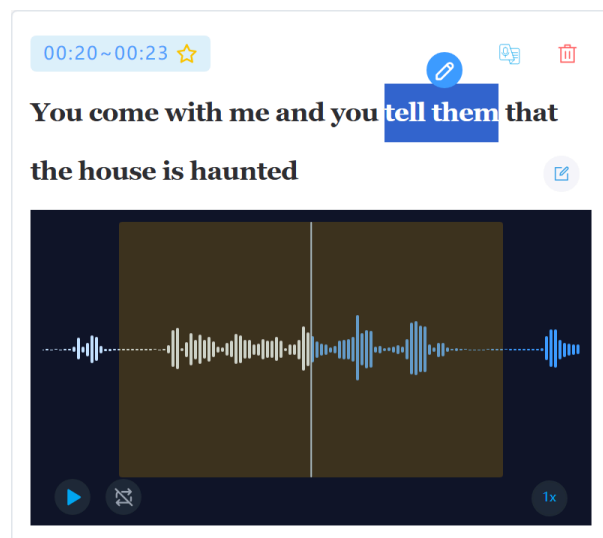 00:20~00:23
You come with me and you tell them that
the house is haunted
1x